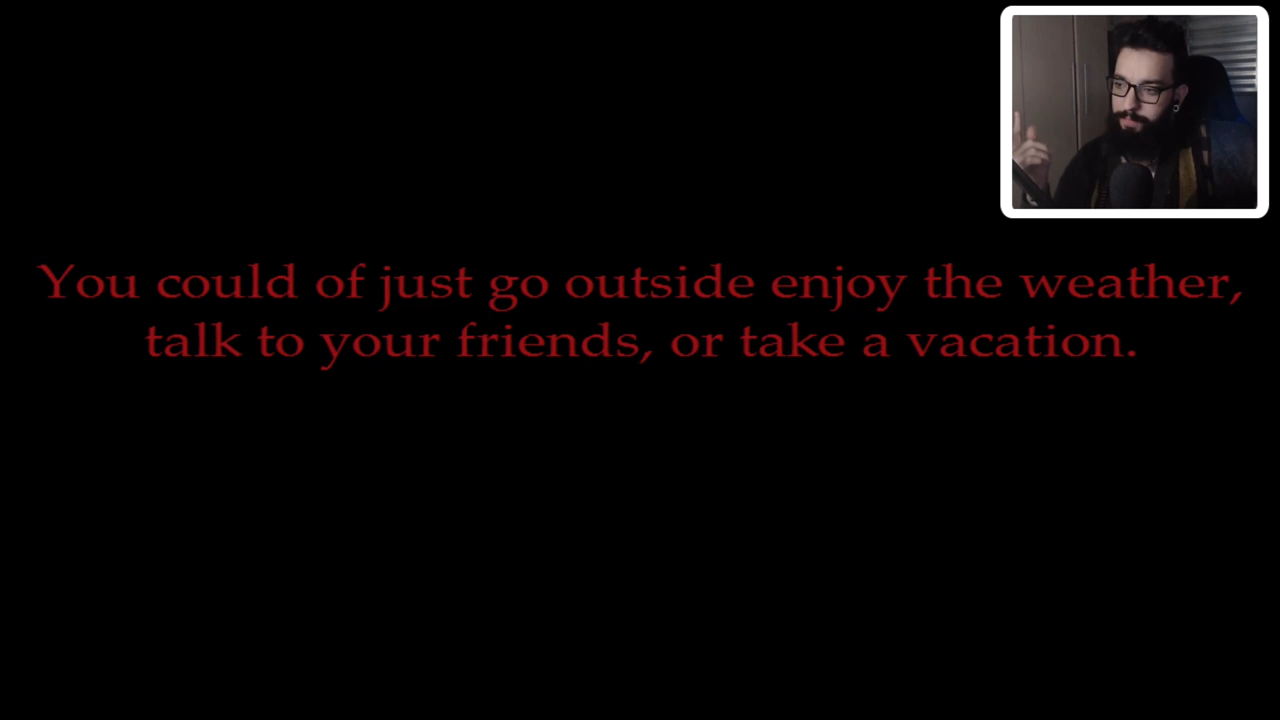 You could of just go outside enjoy the weather,
talk to your friends, or take a vacation.